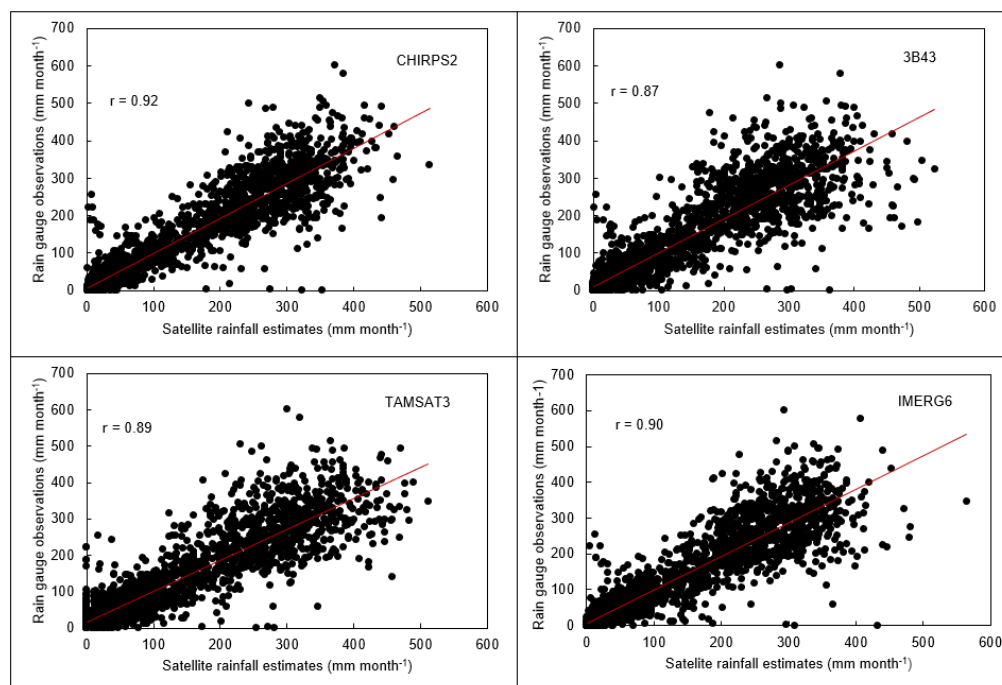 700
600
500
400
300
200
100
0
Rain gauge observations (mm month⁻¹)
CHIRPS2
r = 0.92
0 100 200 300 400 500 600
Satellite rainfall estimates (mm month⁻¹)
700
600
500
400
300
200
100
0
Rain gauge observations (mm month⁻¹)
3B43
r = 0.87
0 100 200 300 400 500 600
Satellite rainfall estimates (mm month⁻¹)
700
600
500
400
300
200
100
0
Rain gauge observations (mm month⁻¹)
TAMSAT3
r = 0.89
0 100 200 300 400 500 600
Satellite rainfall estimates (mm month⁻¹)
700
600
500
400
300
200
100
0
Rain gauge observations (mm month-1)
IMERG6
r = 0.90
0 100 200 300 400 500 600
Satellite rainfall estimates (mm month⁻¹)